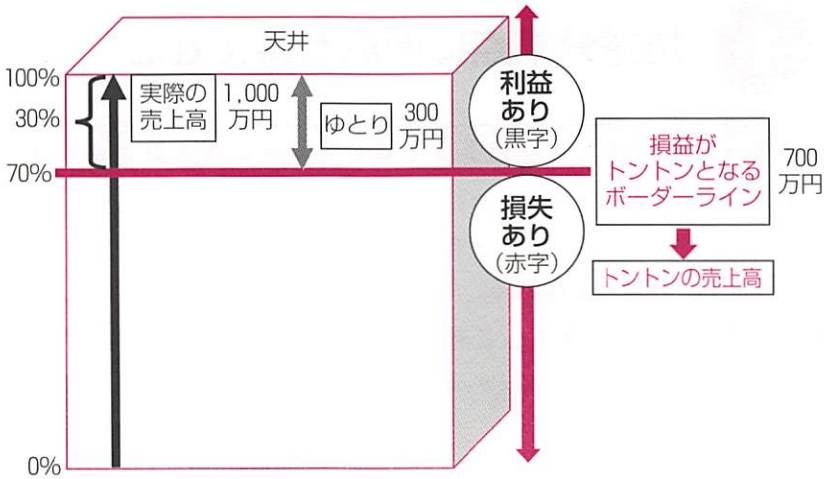 天井
100%
30%
70%
0%
実際の
売上高
1,000
万円
ゆとり
300
万円
利益
あり
(黒字)
損失
あり
(赤字)
損益が
トントンとなる
ボーダーライン
700
万円
トントンの売上高